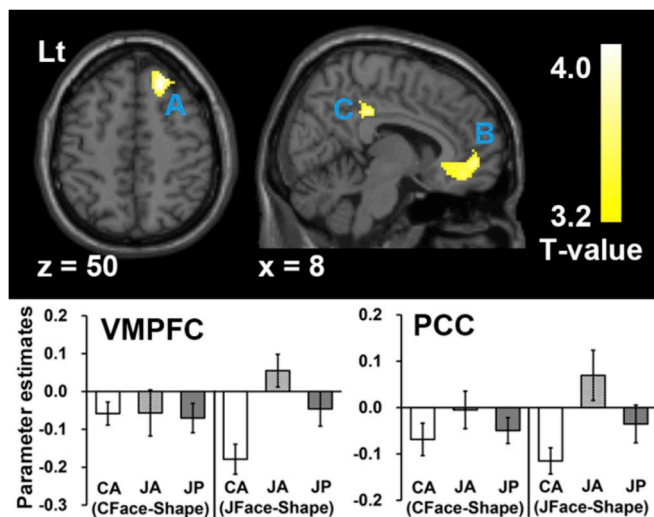 Lt
A
C
B
z = 50
x = 8
4.0
3.2
T-value
VMPFC
Parameter estimates
0.2
0.1
0.0
-0.1
-0.2
-0.3
CA JA JP CA JA JP
(CFace-Shape) (JFace-Shape)
PCC
0.2
0.1
0.0
-0.1
-0.2
CA JA JP CA JA JP
(CFace-Shape) (JFace-Shape)